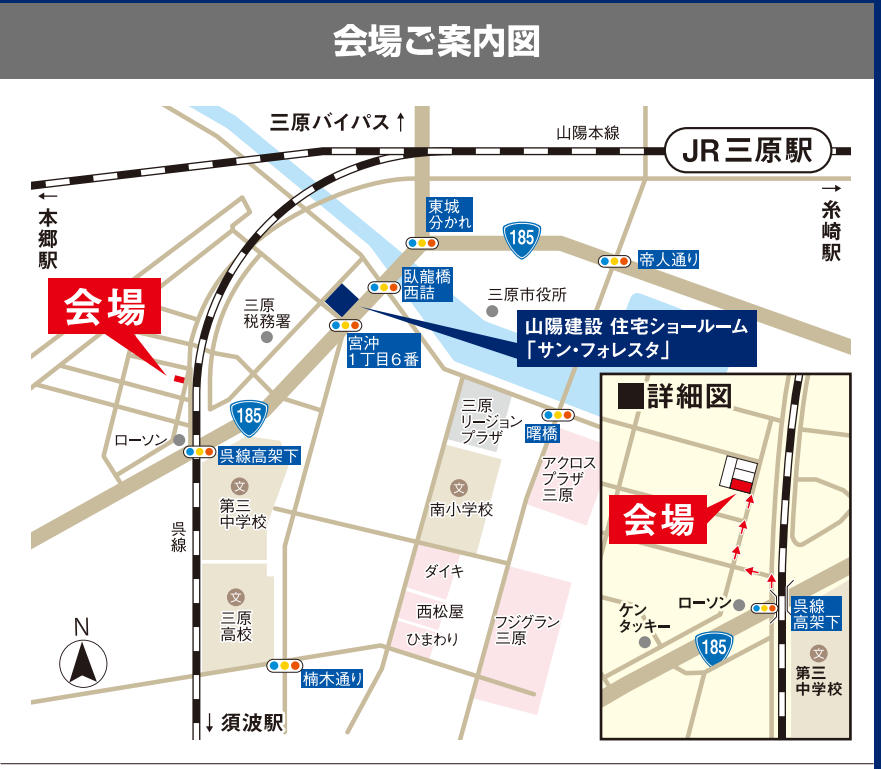 会場ご案内図
三原バイパス↑
山陽本線
JR三原駅
←
本郷駅
→
糸崎駅
東城
分かれ
185
帝人通り
臥龍橋
西詰
会場
三原
税務署
三原市役所
山陽建設 住宅ショールーム
「サン・フォレスタ」
宮沖
1丁目6番
■詳細図
185
三原
リージョン
プラザ
曙橋
ローソン
呉線高架下
アクロス
プラザ
三原
文
第三
中学校
文
南小学校
呉線
会場
ダイキ
文
三原
高校
西松屋
ひまわり
フジグラン
三原
ケン
タッキー
ローソン
呉線
高架下
185
文
第三
中学校
N
楠木通り
↓須波駅